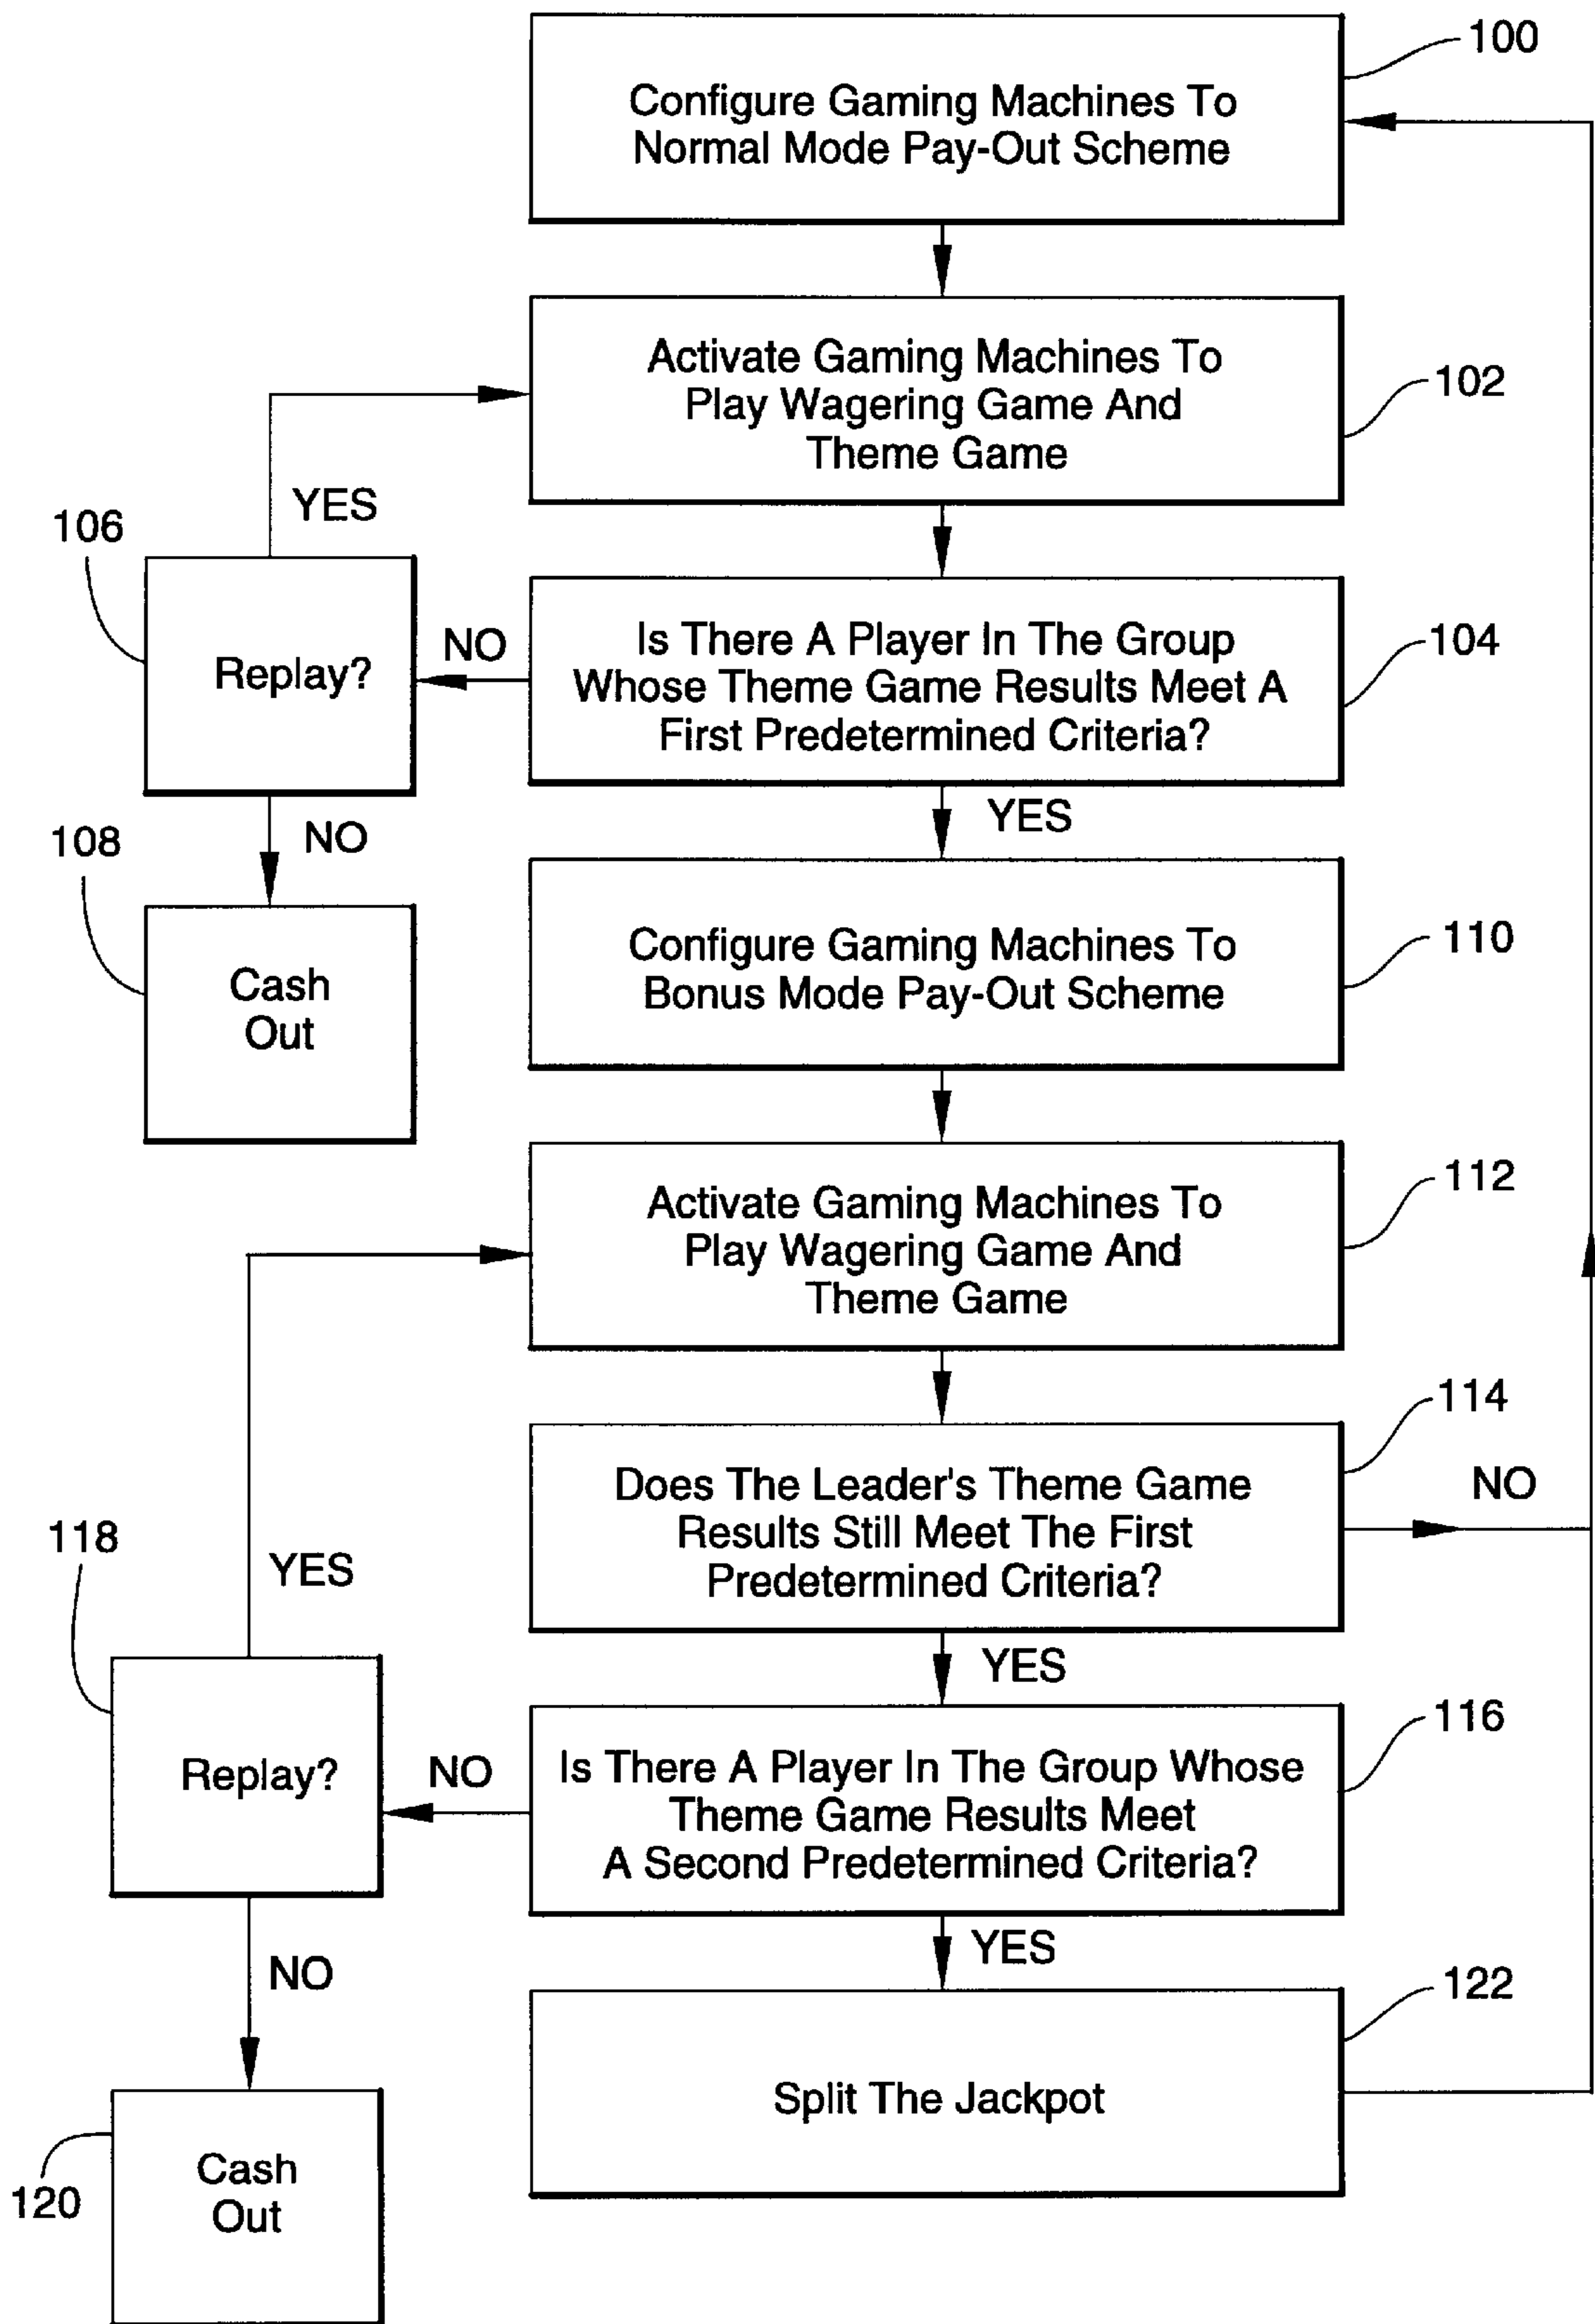 100
Configure Gaming Machines To
Normal Mode Pay-Out Scheme
Activate Gaming Machines To
Play Wagering Game And
Theme Game
102
YES
106
Replay?
NO
Is There A Player In The Group
Whose Theme Game Results Meet A
First Predetermined Criteria?
104
YES
NO
108
Cash
Out
Configure Gaming Machines To
Bonus Mode Pay-Out Scheme
110
Activate Gaming Machines To
Play Wagering Game And
Theme Game
112
114
Does The Leader's Theme Game
Results Still Meet The First
Predetermined Criteria?
NO
YES
118
YES
Replay?
NO
Is There A Player In The Group Whose
Theme Game Results Meet
A Second Predetermined Criteria?
116
YES
NO
122
Split The Jackpot
Cash
Out
120